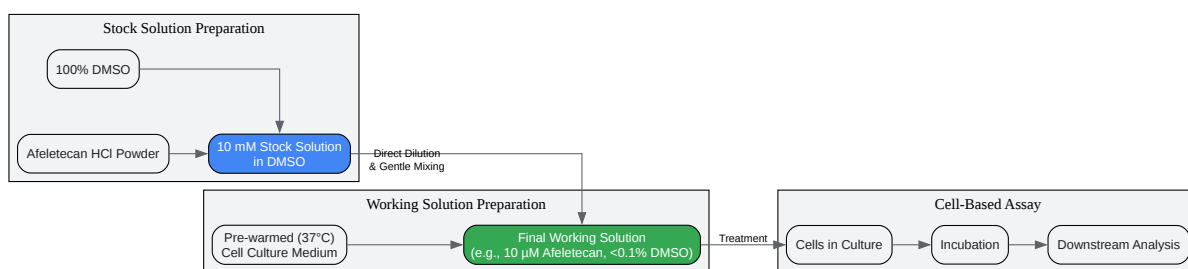 Stock Solution Preparation
100% DMSO
Afeletecan HCl Powder
10 mM Stock Solution
in DMSO
Direct Dilution
& Gentle Mixing
Working Solution Preparation
Pre-warmed (37°C)
Cell Culture Medium
Final Working Solution
(e.g., 10 µM Afeletecan, <0.1% DMSO)
Treatment
Cell-Based Assay
Cells in Culture
Incubation
Downstream Analysis